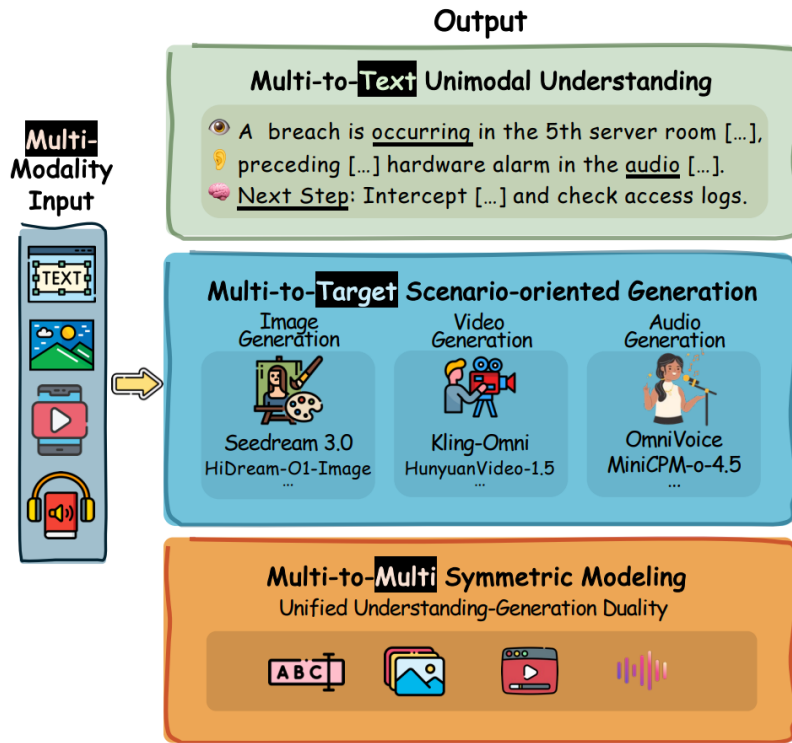 Output
Multi-
Modality
Input
TEXT
Multi-to-Text Unimodal Understanding
A breach is occurring in the 5th server room […],
preceding […] hardware alarm in the audio […].
Next Step: Intercept […] and check access logs.
Multi-to-Target Scenario-oriented Generation
Image
Generation
Seedream 3.0
HiDream-O1-Image
...
Video
Generation
Kling-Omni
HunyuanVideo-1.5
...
Audio
Generation
OmniVoice
MiniCPM-o-4.5
...
Multi-to-Multi Symmetric Modeling
Unified Understanding-Generation Duality
ABC